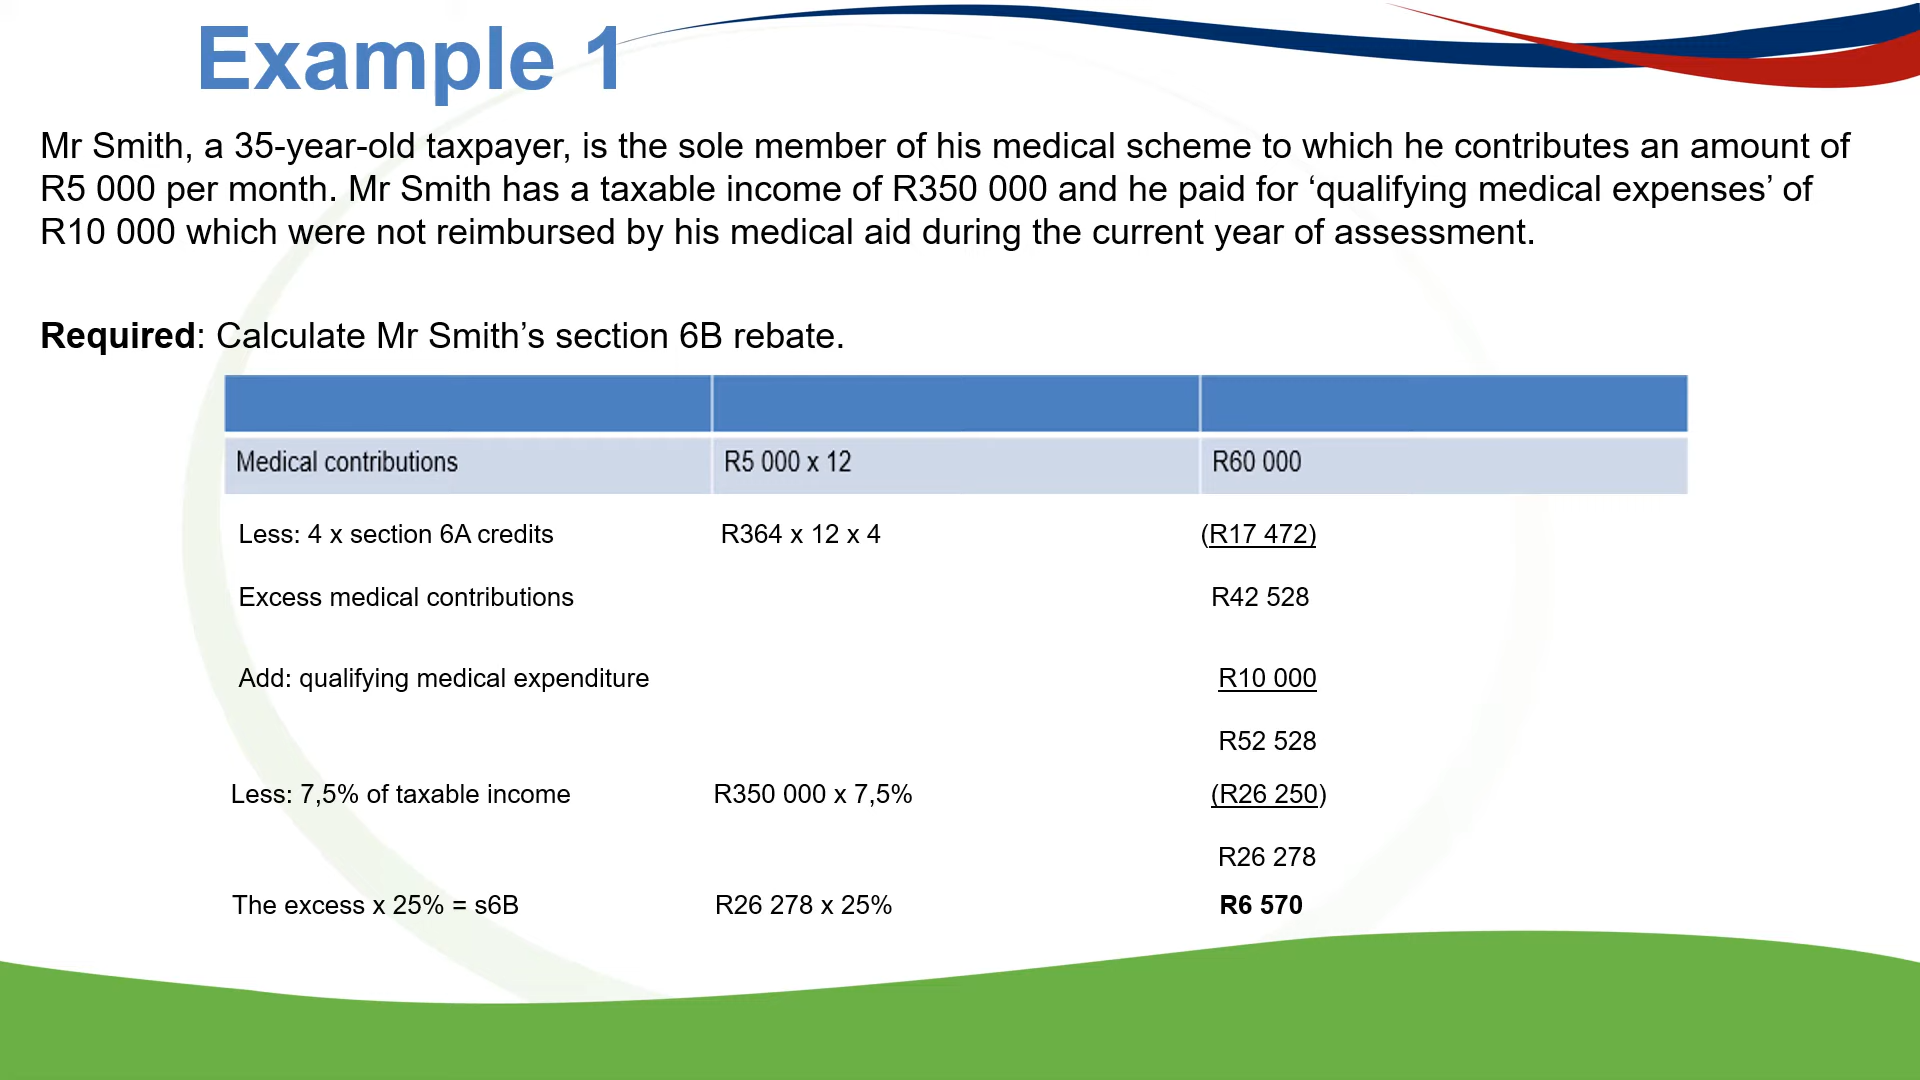 Example 1
Mr Smith, a 35-year-old taxpayer, is the sole member of his medical scheme to which he contributes an amount of
R5 000 per month. Mr Smith has a taxable income of R350 000 and he paid for ‘qualifying medical expenses’ of
R10 000 which were not reimbursed by his medical aid during the current year of assessment.
Required: Calculate Mr Smith’s section 6B rebate.
Medical contributions R5 000 x 12 R60 000
Less: 4 x section 6A credits R364 x 12 x 4 (R17 472)
Excess medical contributions R42 528
Add: qualifying medical expenditure R10 000
R52 528
Less: 7,5% of taxable income R350 000 x 7,5% (R26 250)
R26 278
The excess x 25% = s6B R26 278 x 25% R6 570